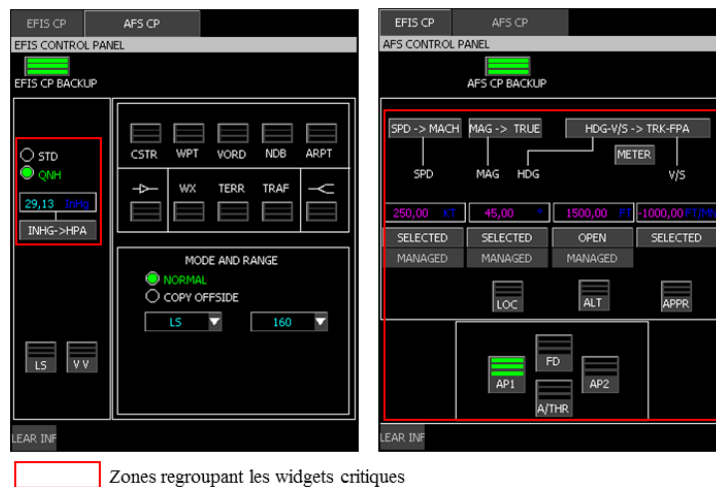 EFIS CP AFS CP
EFIS CONTROL PANEL
EFIS CP BACKUP
STD
QNH
29,13 InHg
INHG->HPA
LS VV
CSTR WPT VORD NDB ARPT
WX TERR TRAF
MODE AND RANGE
NORMAL
COPY OFFSIDE
LS 160
LEAR INF
EFIS CP AFS CP
AFS CONTROL PANEL
AFS CP BACKUP
SPD -> MACH MAG -> TRUE HDG-V/S -> TRK-FPA
METER
SPD MAG HDG V/S
250,00 KT 45,00 ° 1500,00 FT -1000,00 FT/MN
SELECTED SELECTED OPEN SELECTED
MANAGED MANAGED MANAGED
LOC ALT APPR
FD
AP1 AP2
A/THR
LEAR INF
Zones regroupant les widgets critiques